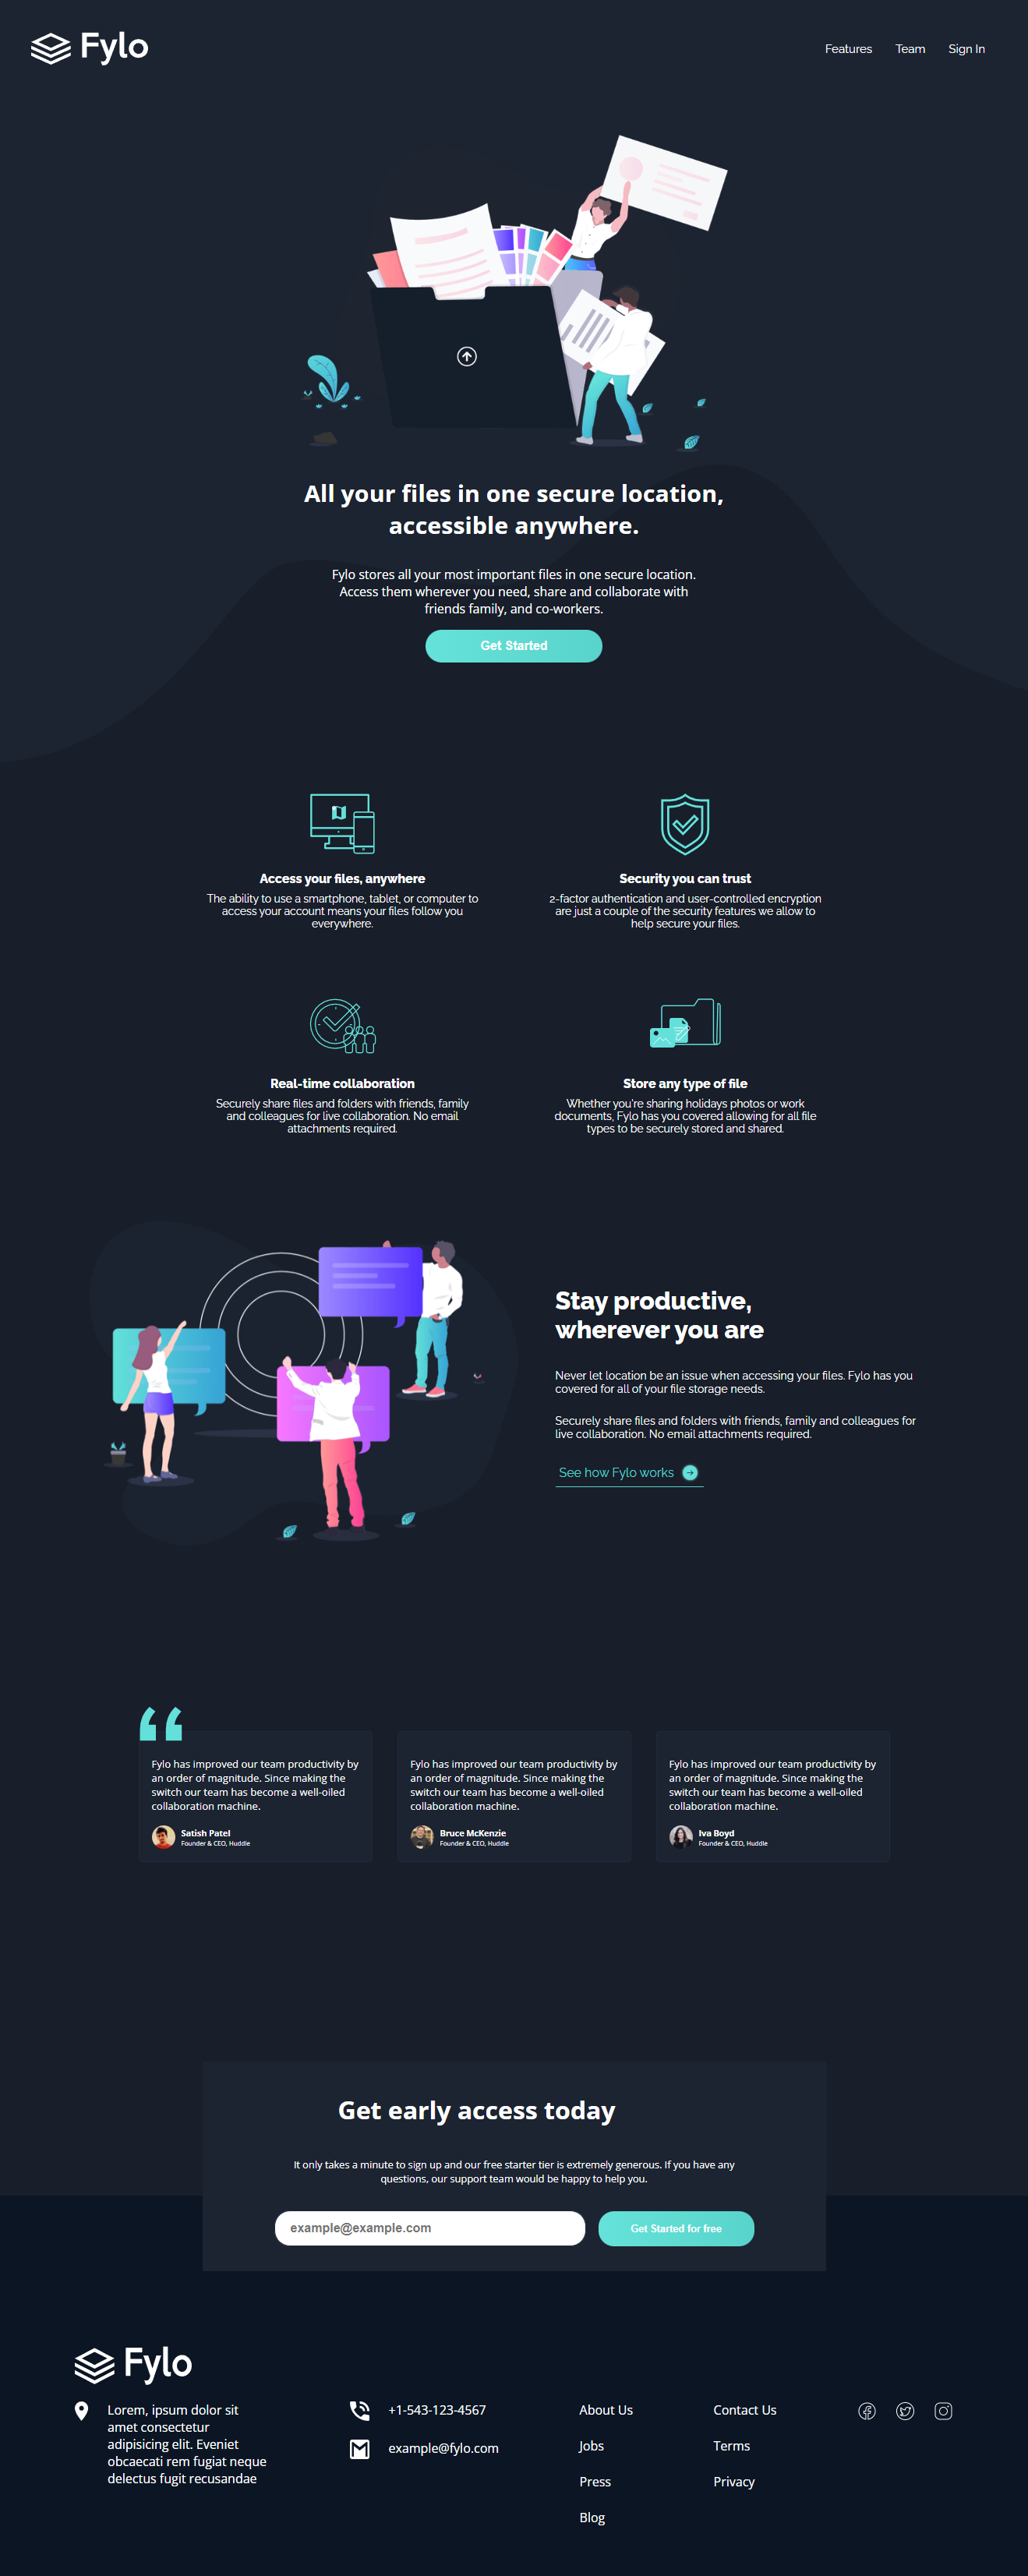 Fylo
Features Team Sign In
All your files in one secure location,
accessible anywhere.
Fylo stores all your most important files in one secure location.
Access them wherever you need, share and collaborate with
friends family, and co-workers.
Get Started
Access your files, anywhere
The ability to use a smartphone, tablet, or computer to
access your account means your files follow you
everywhere.
Security you can trust
2-factor authentication and user-controlled encryption
are just a couple of the security features we allow to
help secure your files.
Real-time collaboration
Securely share files and folders with friends, family
and colleagues for live collaboration. No email
attachments required.
Store any type of file
Whether you're sharing holidays photos or work
documents, Fylo has you covered allowing for all file
types to be securely stored and shared.
Stay productive,
wherever you are
Never let location be an issue when accessing your files. Fylo has you
covered for all of your file storage needs.
Securely share files and folders with friends, family and colleagues for
live collaboration. No email attachments required.
See how Fylo works
Fylo has improved our team productivity by
an order of magnitude. Since making the
switch our team has become a well-oiled
collaboration machine.
Satish Patel
Founder & CEO, Huddle
Fylo has improved our team productivity by
an order of magnitude. Since making the
switch our team has become a well-oiled
collaboration machine.
Bruce McKenzie
Founder & CEO, Huddle
Fylo has improved our team productivity by
an order of magnitude. Since making the
switch our team has become a well-oiled
collaboration machine.
Iva Boyd
Founder & CEO, Huddle
Get early access today
It only takes a minute to sign up and our free starter tier is extremely generous. If you have any
questions, our support team would be happy to help you.
example@example.com
Get Started for free
Fylo
Lorem, ipsum dolor sit
amet consectetur
adipisicing elit. Eveniet
obcaecati rem fugiat neque
delectus fugit recusandae
+1-543-123-4567
example@fylo.com
About Us
Jobs
Press
Blog
Contact Us
Terms
Privacy